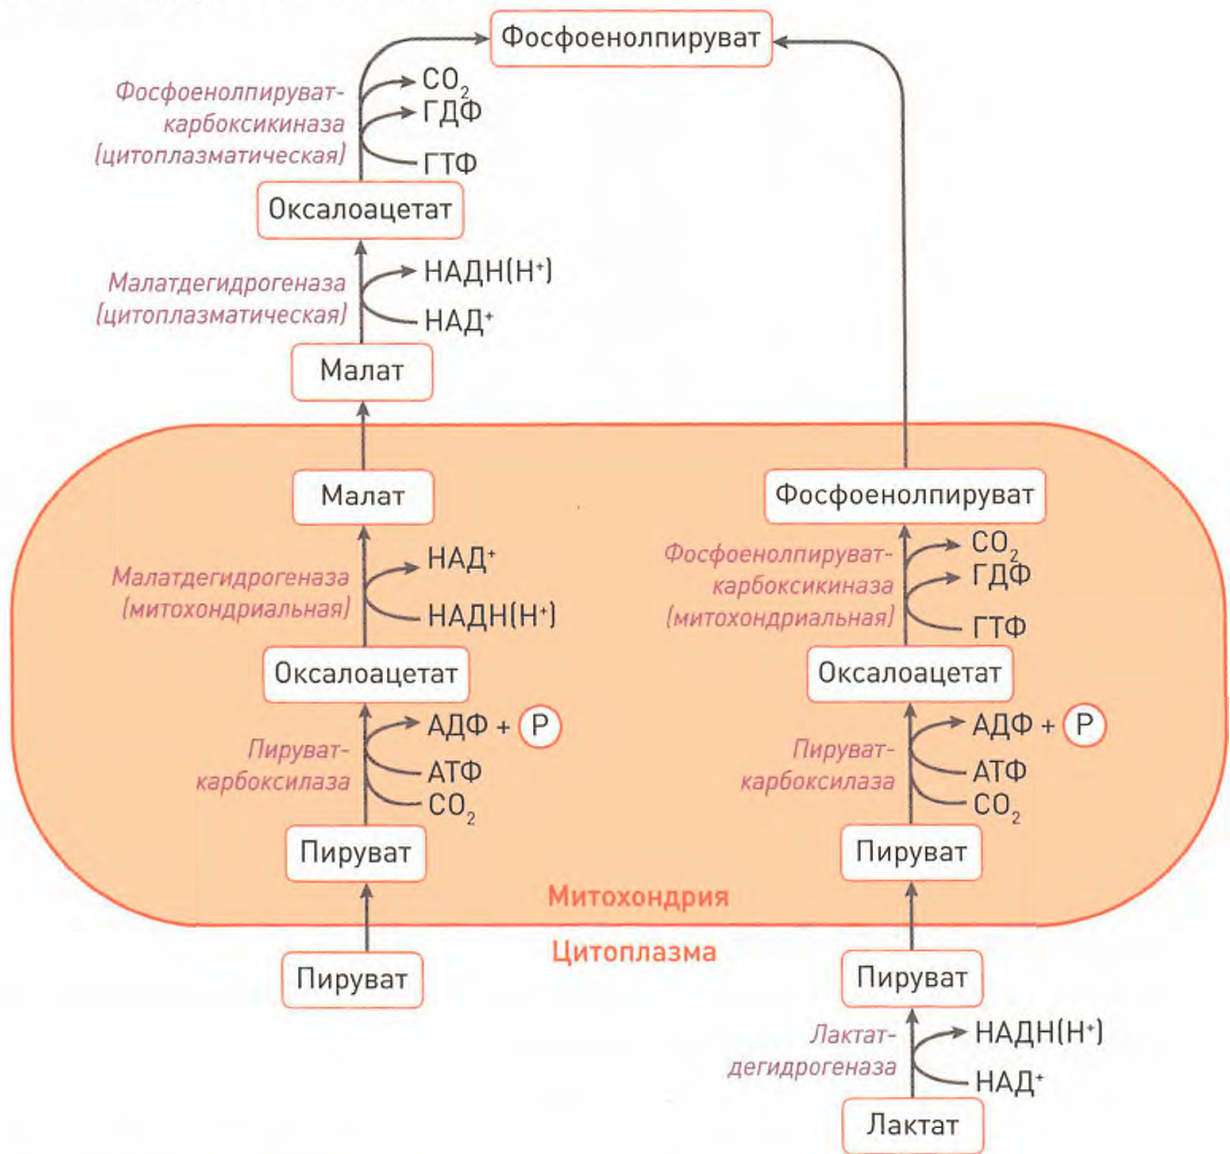 Фосфоенолпируват
Фосфоенолпируват-
карбоксикиназа
(цитоплазматическая)
CO₂
ГДФ
ГТФ
Оксалоацетат
Малатдегидрогеназа
(цитоплазматическая)
НАДН(Н⁺)
НАД⁺
Малат
Малат
Фосфоенолпируват
Малатдегидрогеназа
(митохондриальная)
НАД⁺
НАДН(Н⁺)
Фосфоенолпируват-
карбоксикиназа
(митохондриальная)
CO₂
ГДФ
ГТФ
Оксалоацетат
Оксалоацетат
Пируват-
карбоксилаза
АДФ + P
АТФ
CO₂
Пируват-
карбоксилаза
АДФ + P
АТФ
CO₂
Пируват
Пируват
Митохондрия
Цитоплазма
Пируват
Пируват
Лактат-
дегидрогеназа
НАДН(Н⁺)
НАД⁺
Лактат